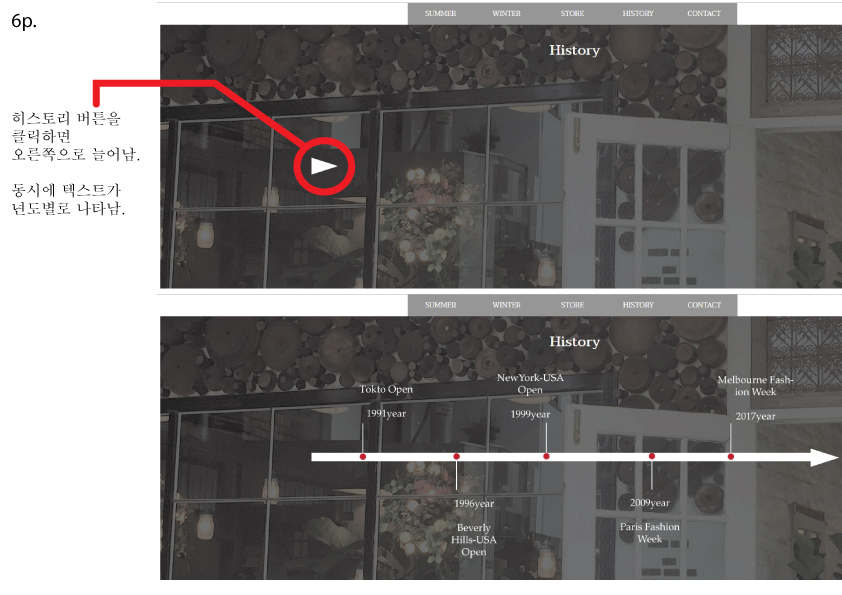 6p.
SUMMER WINTER STORE HISTORY CONTACT
History
히스토리 버튼을
클릭하면
오른쪽으로 늘어남.
동시에 텍스트가
년도별로 나타남.
SUMMER WINTER STORE HISTORY CONTACT
History
Tokto Open
1991year
NewYork-USA
Open
1999year
Melbourne Fash-
ion Week
2017year
1996year
Beverly
Hills-USA
Open
2009year
Paris Fashion
Week